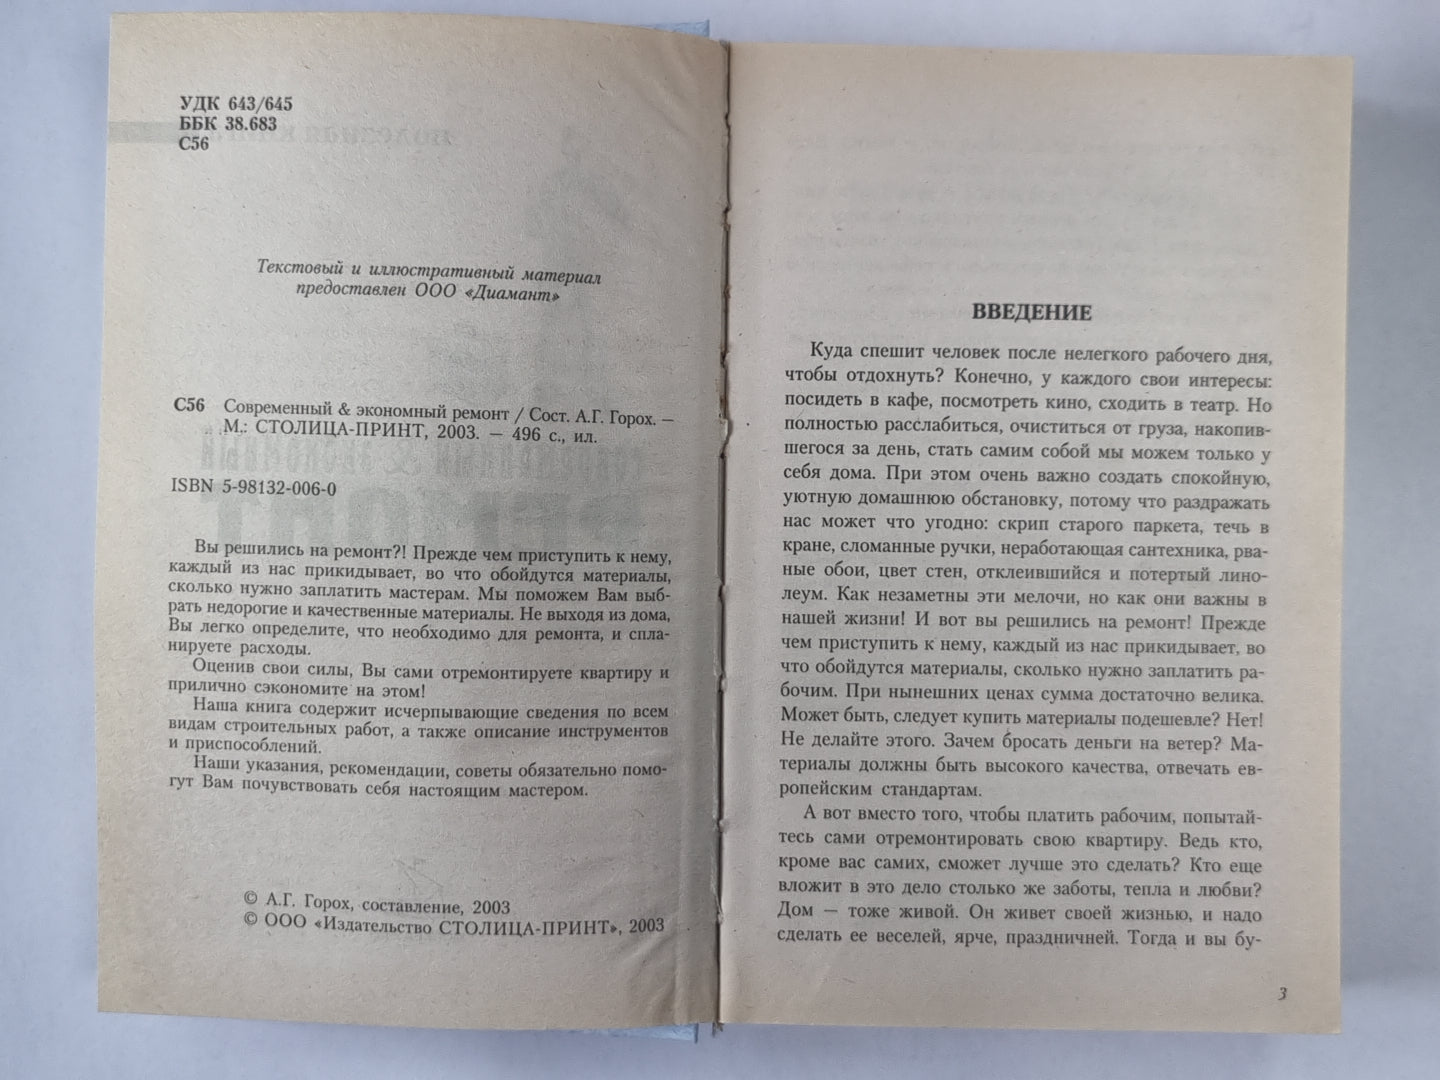 УДК 643/645
ББК 38.683
С56
Текстовый и иллюстративный материал
предоставлен ООО «Диамант»
С56 Современный & экономный ремонт / Сост. А.Г. Горох. —
М.: СТОЛИЦА-ПРИНТ, 2003. — 496 с., ил.
ISBN 5-98132-006-0
Вы решились на ремонт?! Прежде чем приступить к нему,
каждый из нас прикидывает, во что обойдутся материалы,
сколько нужно заплатить мастерам. Мы поможем Вам выб-
рать недорогие и качественные материалы. Не выходя из дома,
Вы легко определите, что необходимо для ремонта, и спла-
нируете расходы.
Оценив свои силы, Вы сами отремонтируете квартиру и
прилично сэкономите на этом!
Наша книга содержит исчерпывающие сведения по всем
видам строительных работ, а также описание инструментов
и приспособлений.
Наши указания, рекомендации, советы обязательно помо-
гут Вам почувствовать себя настоящим мастером.
© А.Г. Горох, составление, 2003
© ООО «Издательство СТОЛИЦА-ПРИНТ», 2003
ВВЕДЕНИЕ
Куда спешит человек после нелегкого рабочего дня,
чтобы отдохнуть? Конечно, у каждого свои интересы:
посидеть в кафе, посмотреть кино, сходить в театр. Но
полностью расслабиться, очиститься от груза, накопив-
шегося за день, стать самим собой мы можем только у
себя дома. При этом очень важно создать спокойную,
уютную домашнюю обстановку, потому что раздражать
нас может что угодно: скрип старого паркета, течь в
кране, сломанные ручки, неработающая сантехника, рва-
ные обои, цвет стен, отклеившийся и потертый лино-
леум. Как незаметны эти мелочи, но как они важны в
нашей жизни! И вот вы решились на ремонт! Прежде
чем приступить к нему, каждый из нас прикидывает, во
что обойдутся материалы, сколько нужно заплатить ра-
бочим. При нынешних ценах сумма достаточно велика.
Может быть, следует купить материалы подешевле? Нет!
Не делайте этого. Зачем бросать деньги на ветер? Ма-
териалы должны быть высокого качества, отвечать ев-
ропейским стандартам.
А вот вместо того, чтобы платить рабочим, попытай-
тесь сами отремонтировать свою квартиру. Ведь кто,
кроме вас самих, сможет лучше это сделать? Кто еще
вложит в это дело столько же заботы, тепла и любви?
Дом — тоже живой. Он живет своей жизнью, и надо
сделать ее веселей, ярче, праздничней. Тогда и вы бу-
3